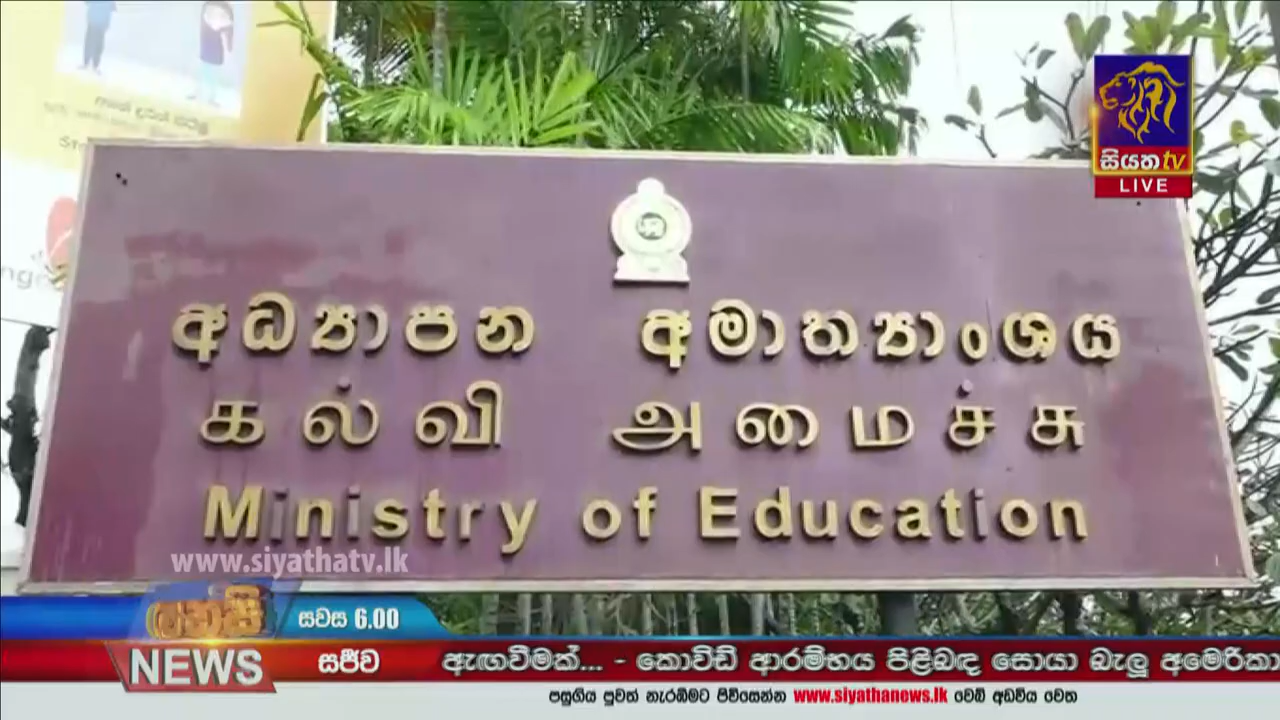 සියත tv
LIVE
අධ්‍යාපන අමාත්‍යාංශය
கல்வி அமைச்சு
Ministry of Education
www.siyathatv.lk
සවස 6.00
NEWS සජීව ඇඟවීමක්... - කොවිඩ් ආරම්භය පිළිබඳ සොයා බැලූ අමෙරිකා
පසුගිය පුවත් නැරඹීමට පිවිසෙන්න www.siyathanews.lk වෙබ් අඩවිය වෙත